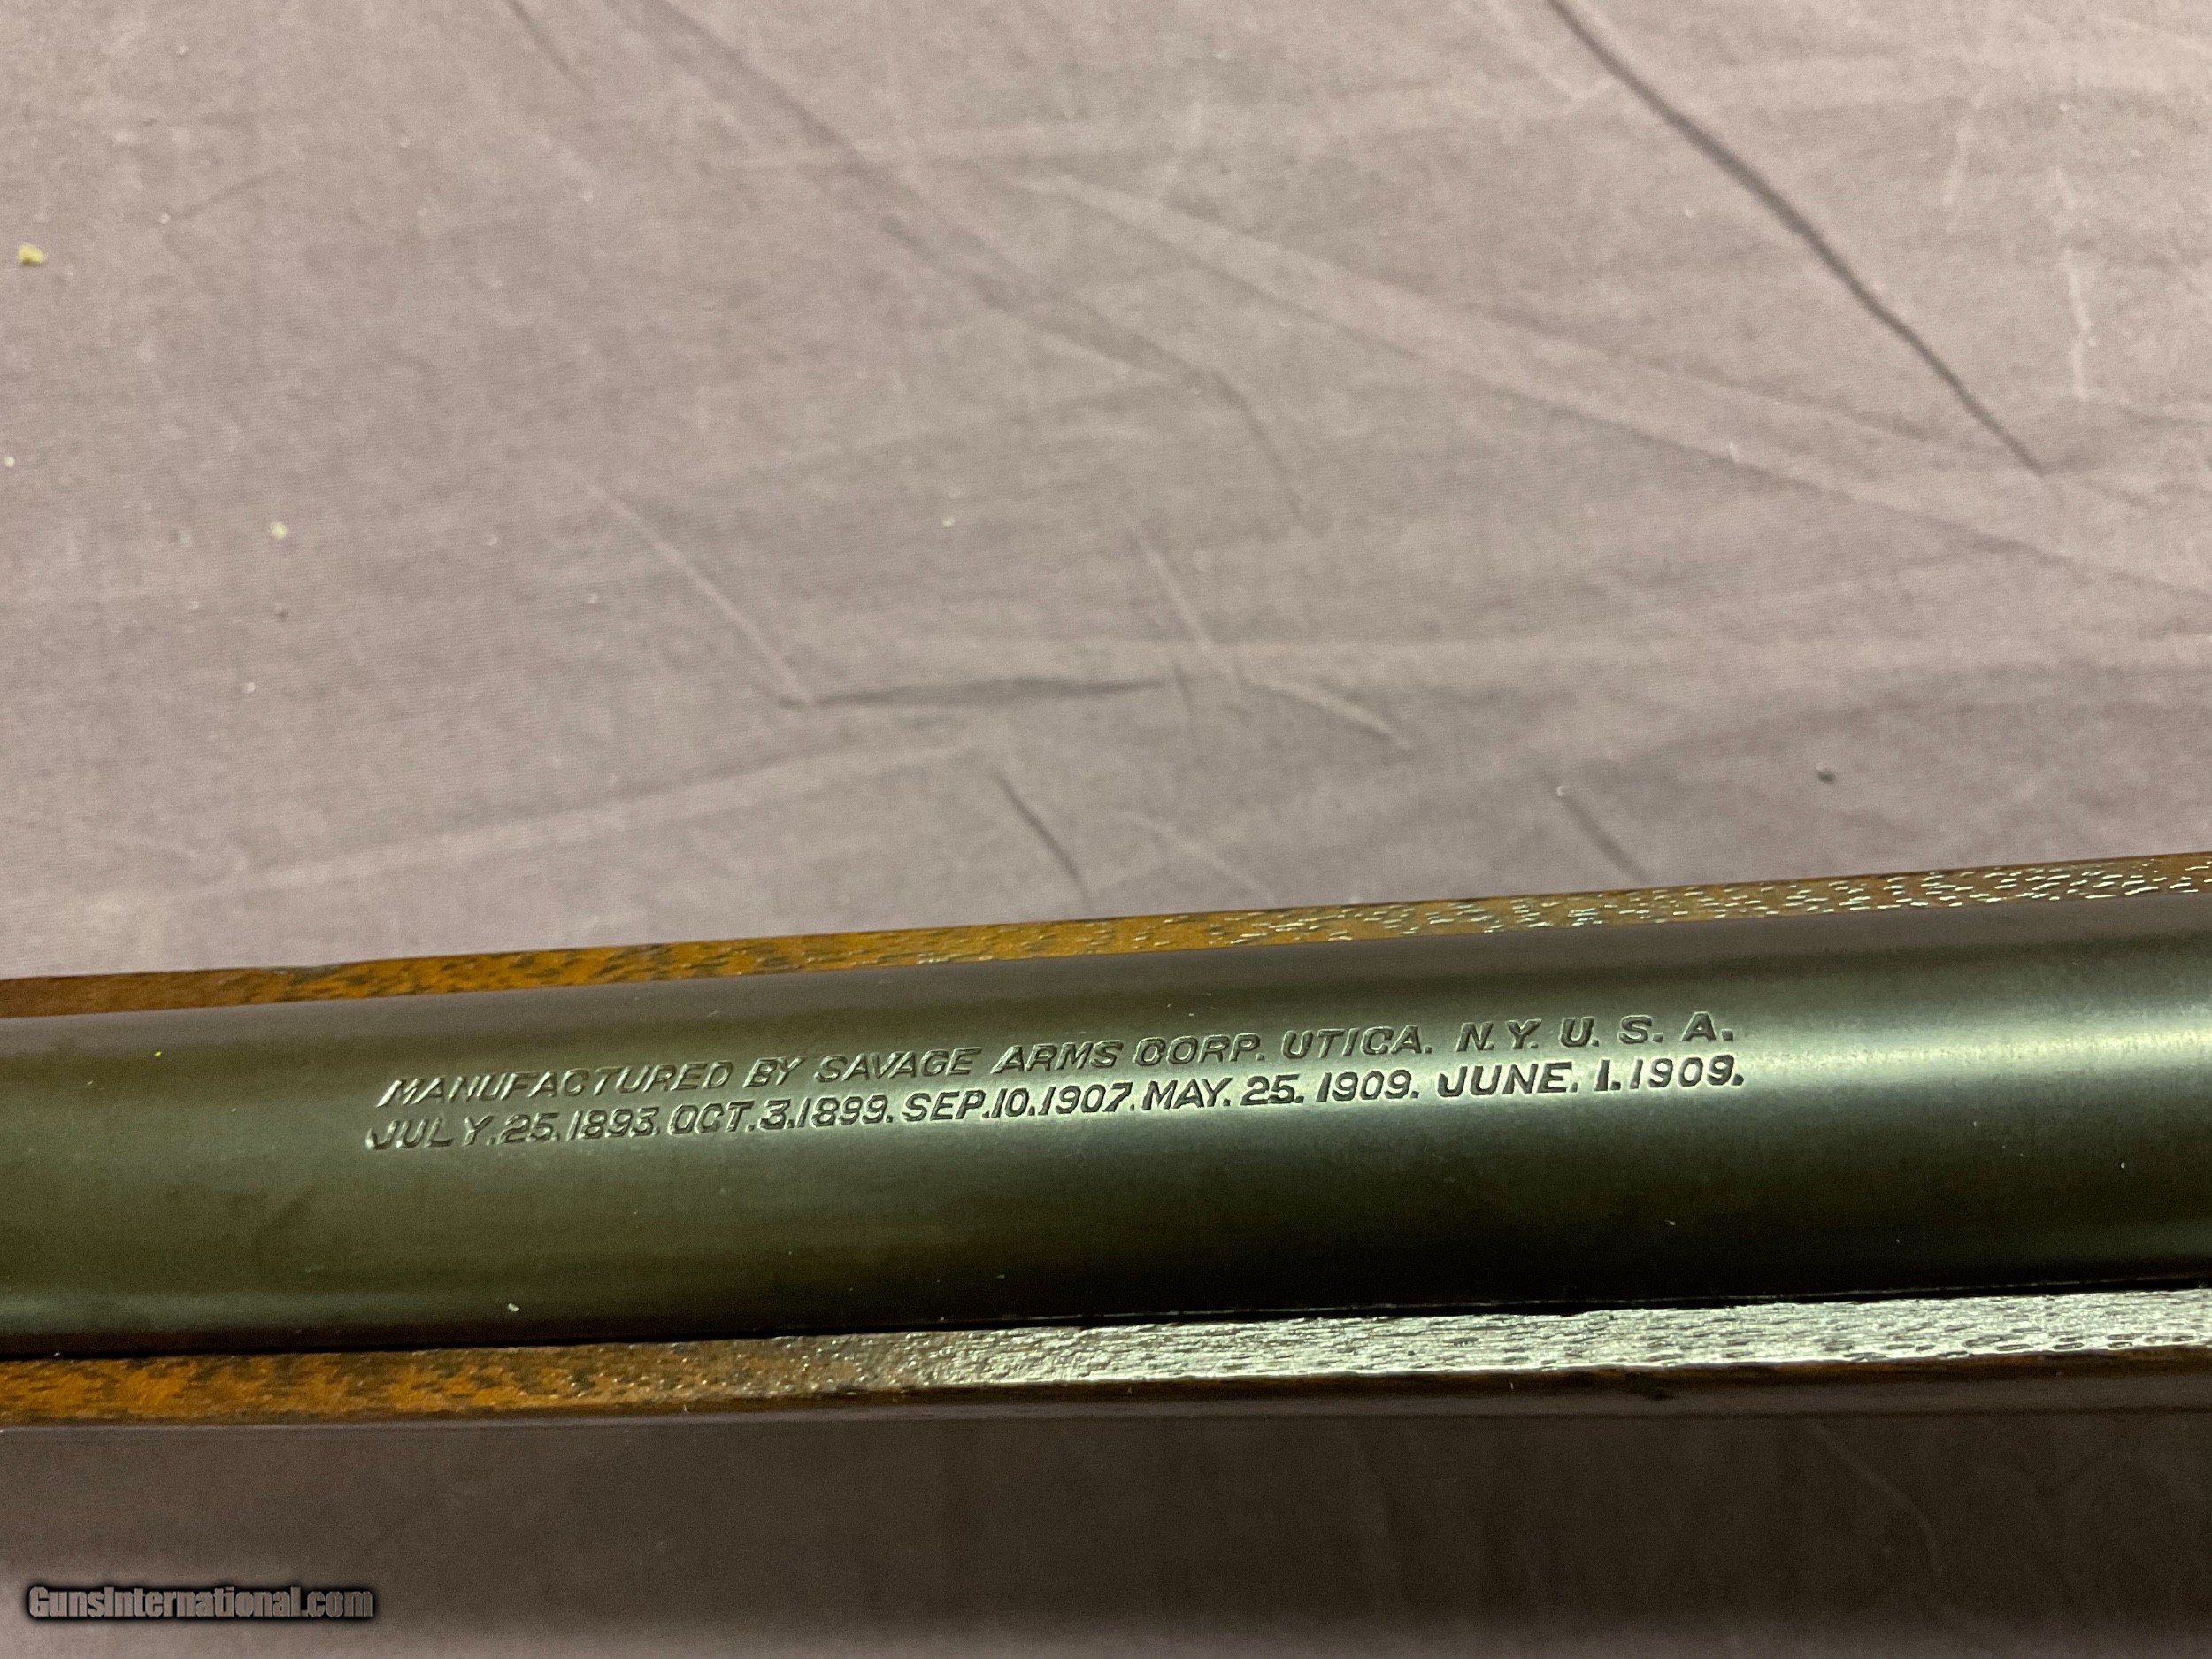 MANUFACTURED BY SAVAGE ARMS CORP. UTICA. N.Y. U. S. A.
JULY.25.1893.OCT.3.1899.SEP.10.1907.MAY.25.1909.JUNE.1.1909.
GunsInternational.com